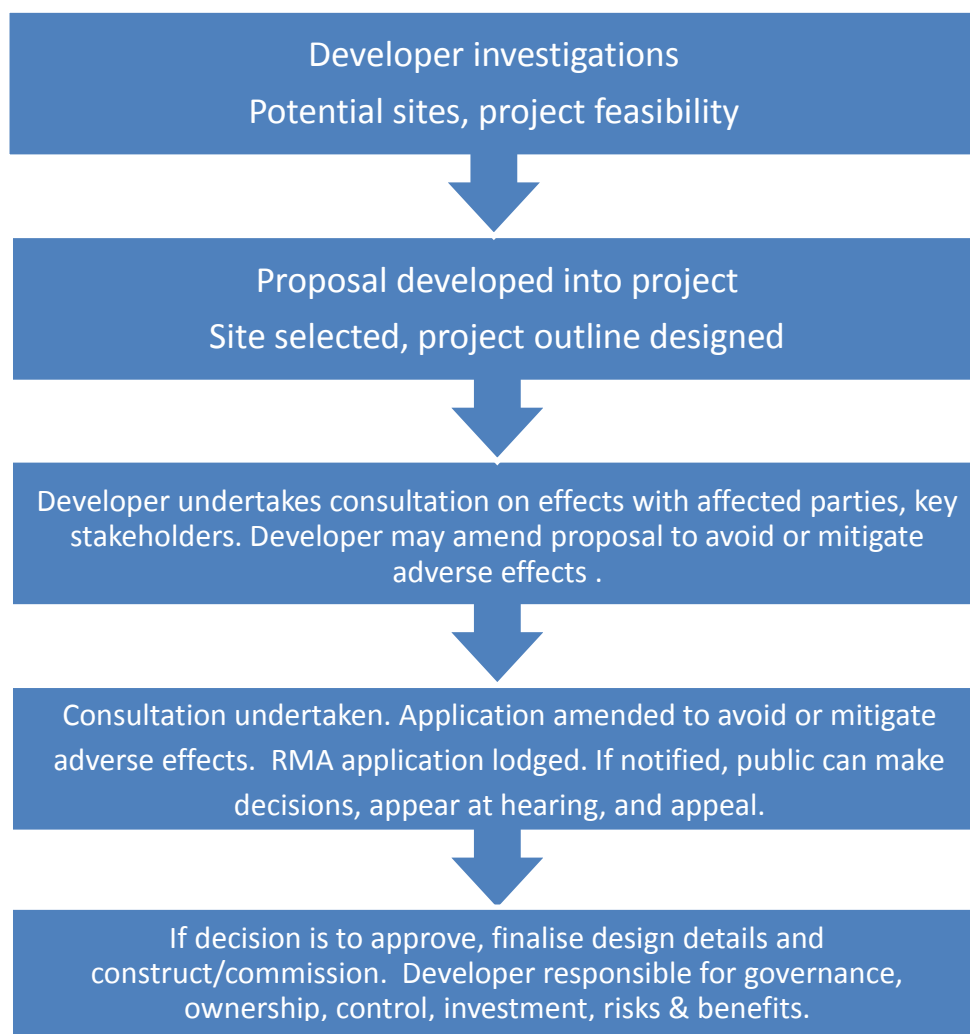 Developer investigations
Potential sites, project feasibility
Proposal developed into project
Site selected, project outline designed
Developer undertakes consultation on effects with affected parties, key
stakeholders. Developer may amend proposal to avoid or mitigate
adverse effects .
Consultation undertaken. Application amended to avoid or mitigate
adverse effects.  RMA application lodged. If notified, public can make
decisions, appear at hearing, and appeal.
If decision is to approve, finalise design details and
construct/commission.  Developer responsible for governance,
ownership, control, investment, risks & benefits.